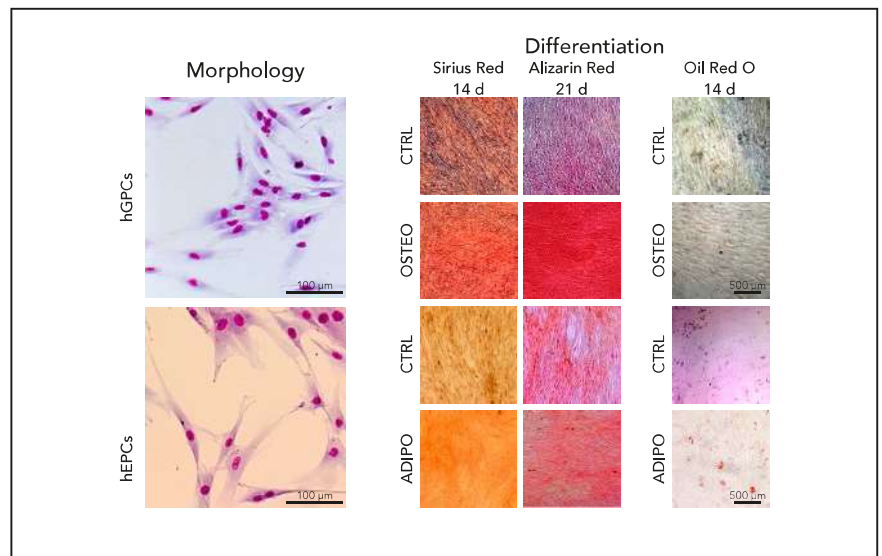 Differentiation
Morphology
Sirius Red
14 d
Alizarin Red
21 d
Oil Red O
14 d
hGPCs
100 µm
CTRL
CTRL
OSTEO
OSTEO
500 µm
hEPCs
100 µm
CTRL
CTRL
ADIPO
ADIPO
500 µm